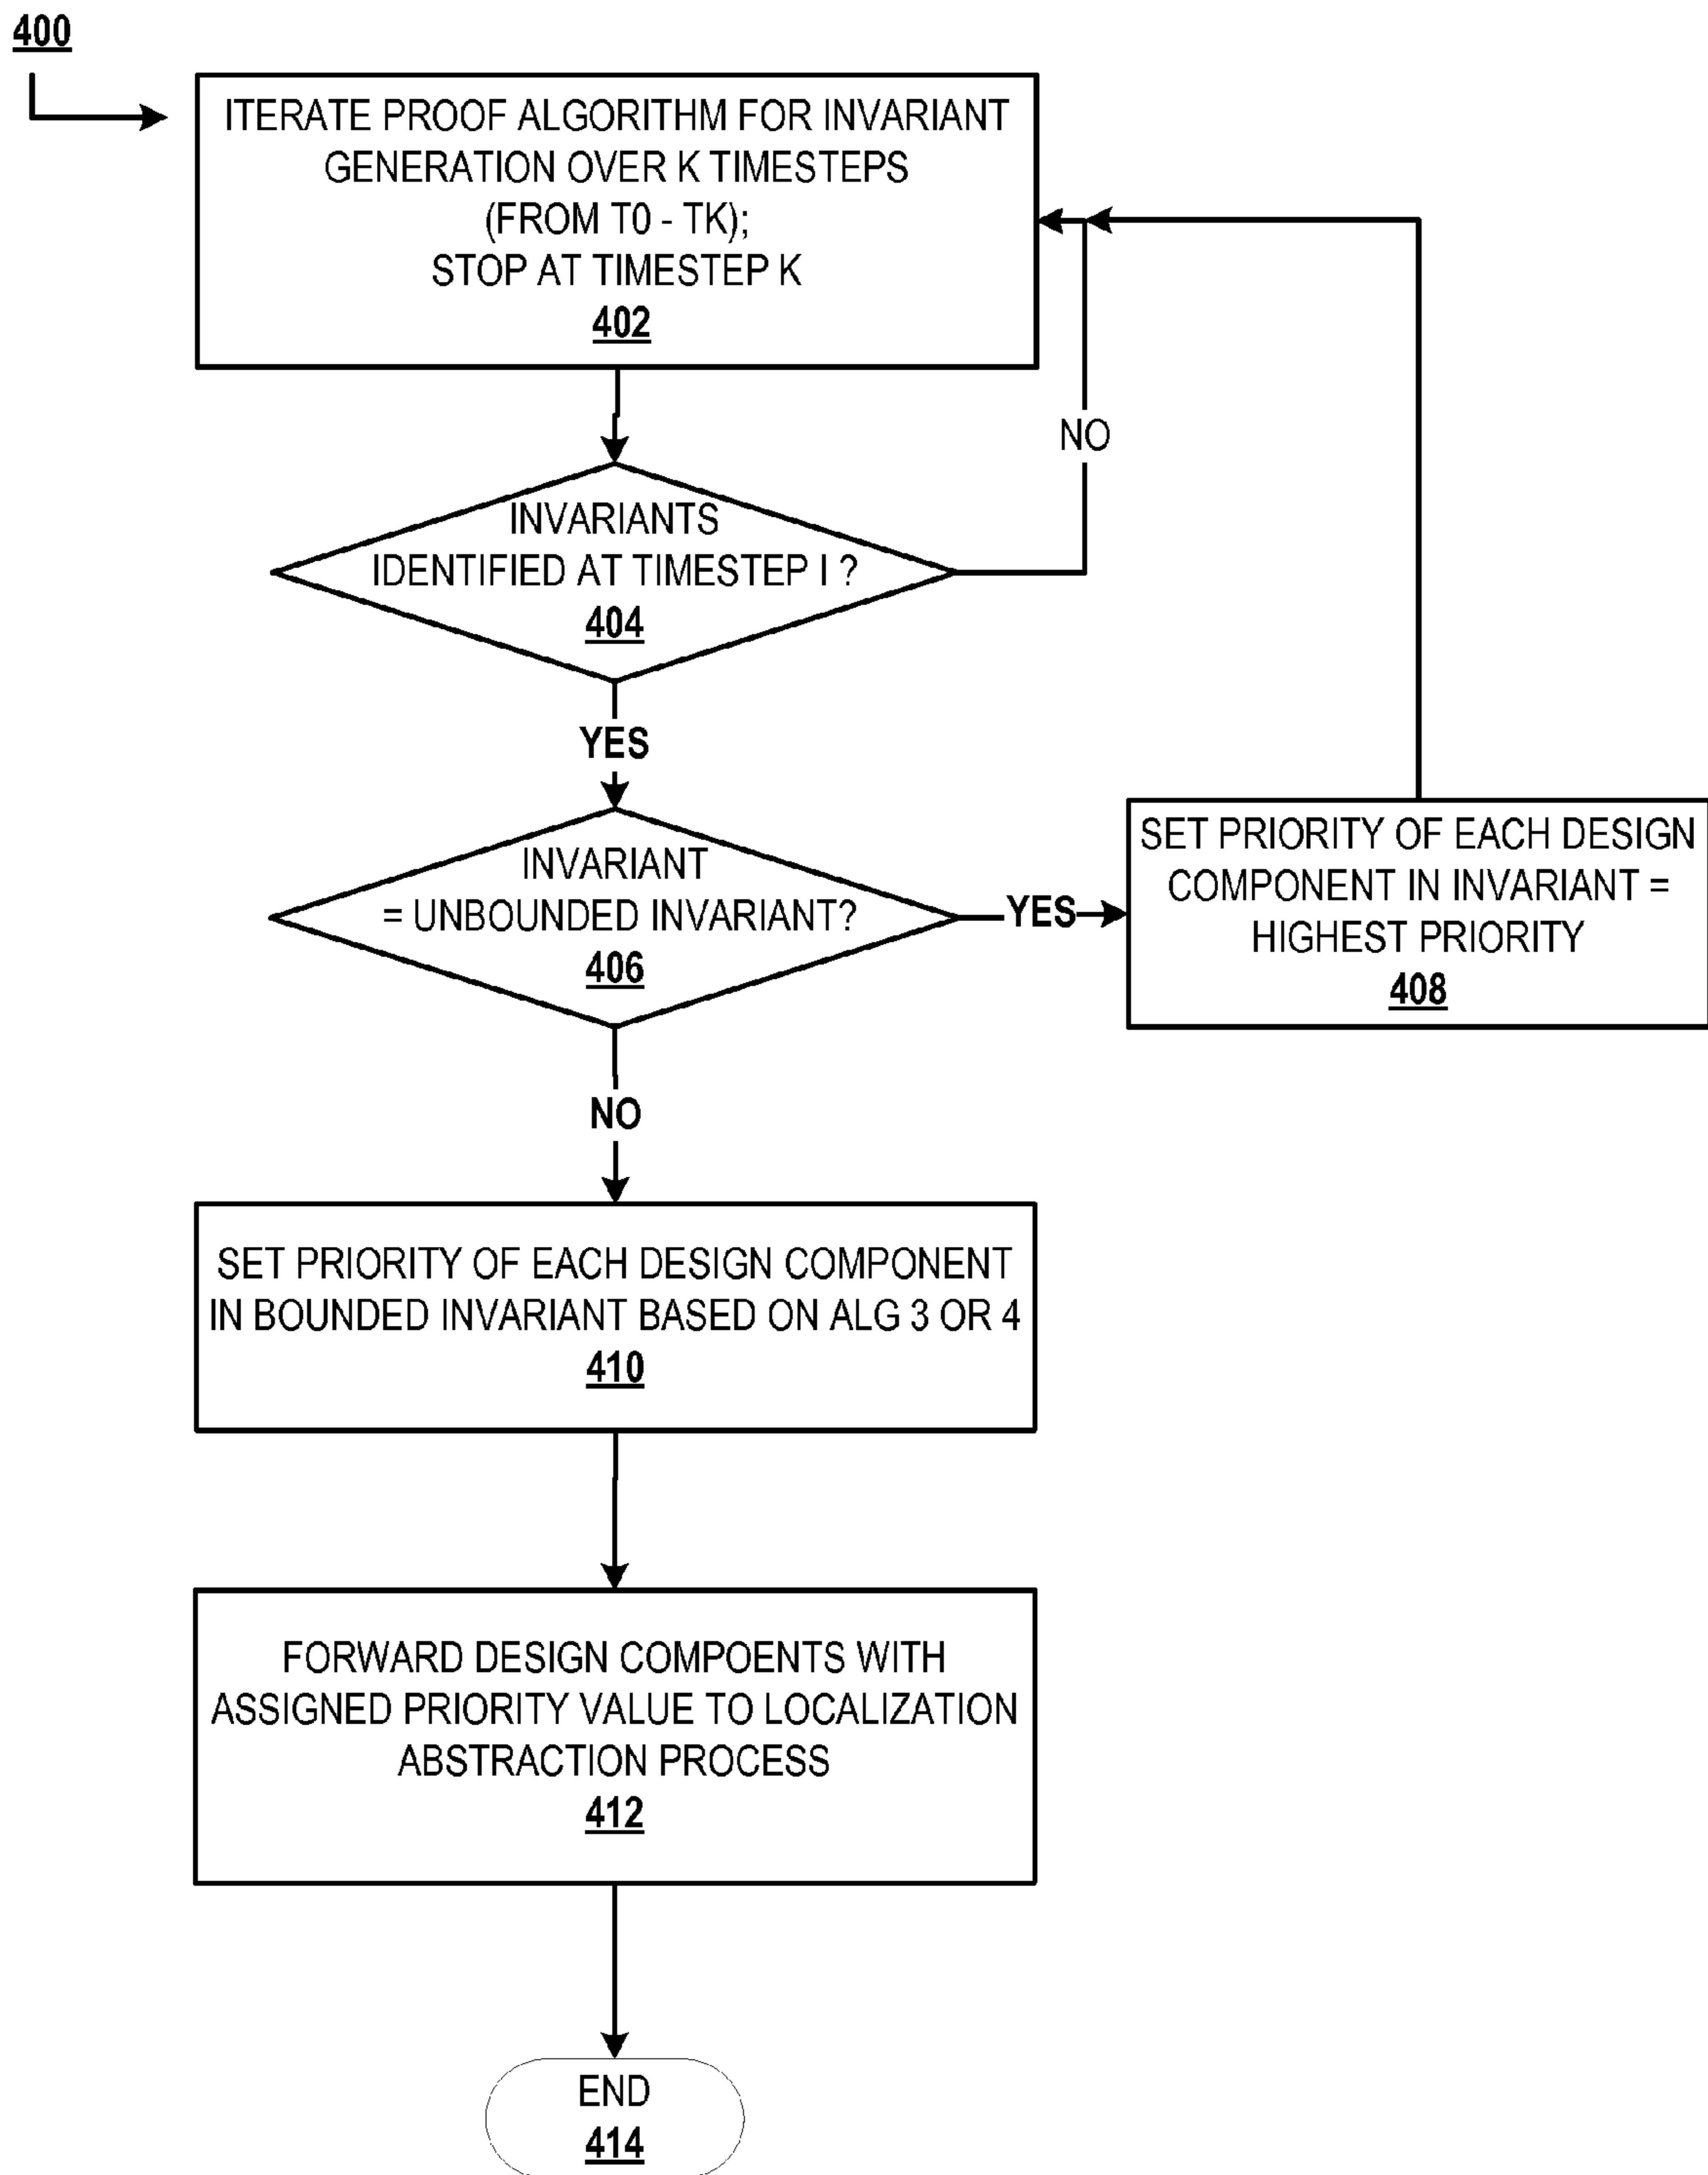 400
ITERATE PROOF ALGORITHM FOR INVARIANT
GENERATION OVER K TIMESTEPS
(FROM T0 - TK);
STOP AT TIMESTEP K
402
NO
INVARIANTS
IDENTIFIED AT TIMESTEP I ?
404
YES
INVARIANT
= UNBOUNDED INVARIANT?
406
YES
SET PRIORITY OF EACH DESIGN
COMPONENT IN INVARIANT =
HIGHEST PRIORITY
408
NO
SET PRIORITY OF EACH DESIGN COMPONENT
IN BOUNDED INVARIANT BASED ON ALG 3 OR 4
410
FORWARD DESIGN COMPOENTS WITH
ASSIGNED PRIORITY VALUE TO LOCALIZATION
ABSTRACTION PROCESS
412
END
414